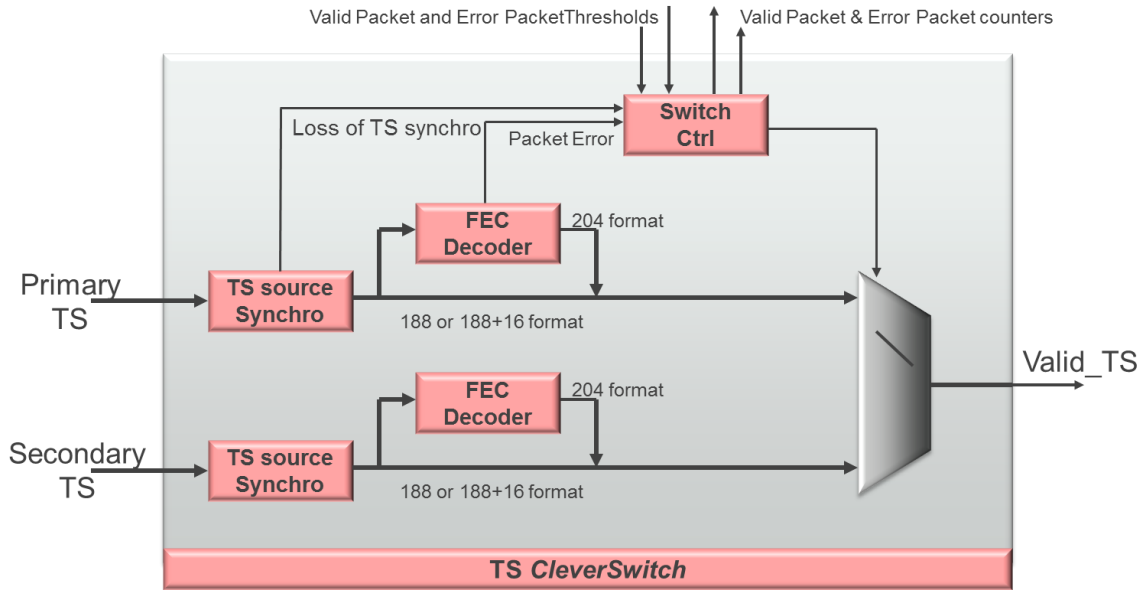 Valid Packet and Error PacketThresholds
Valid Packet & Error Packet counters
Switch
Ctrl
Loss of TS synchro
Packet Error
FEC
Decoder
204 format
Primary
TS
TS source
Synchro
188 or 188+16 format
Valid_TS
FEC
Decoder
204 format
Secondary
TS
TS source
Synchro
188 or 188+16 format
TS CleverSwitch